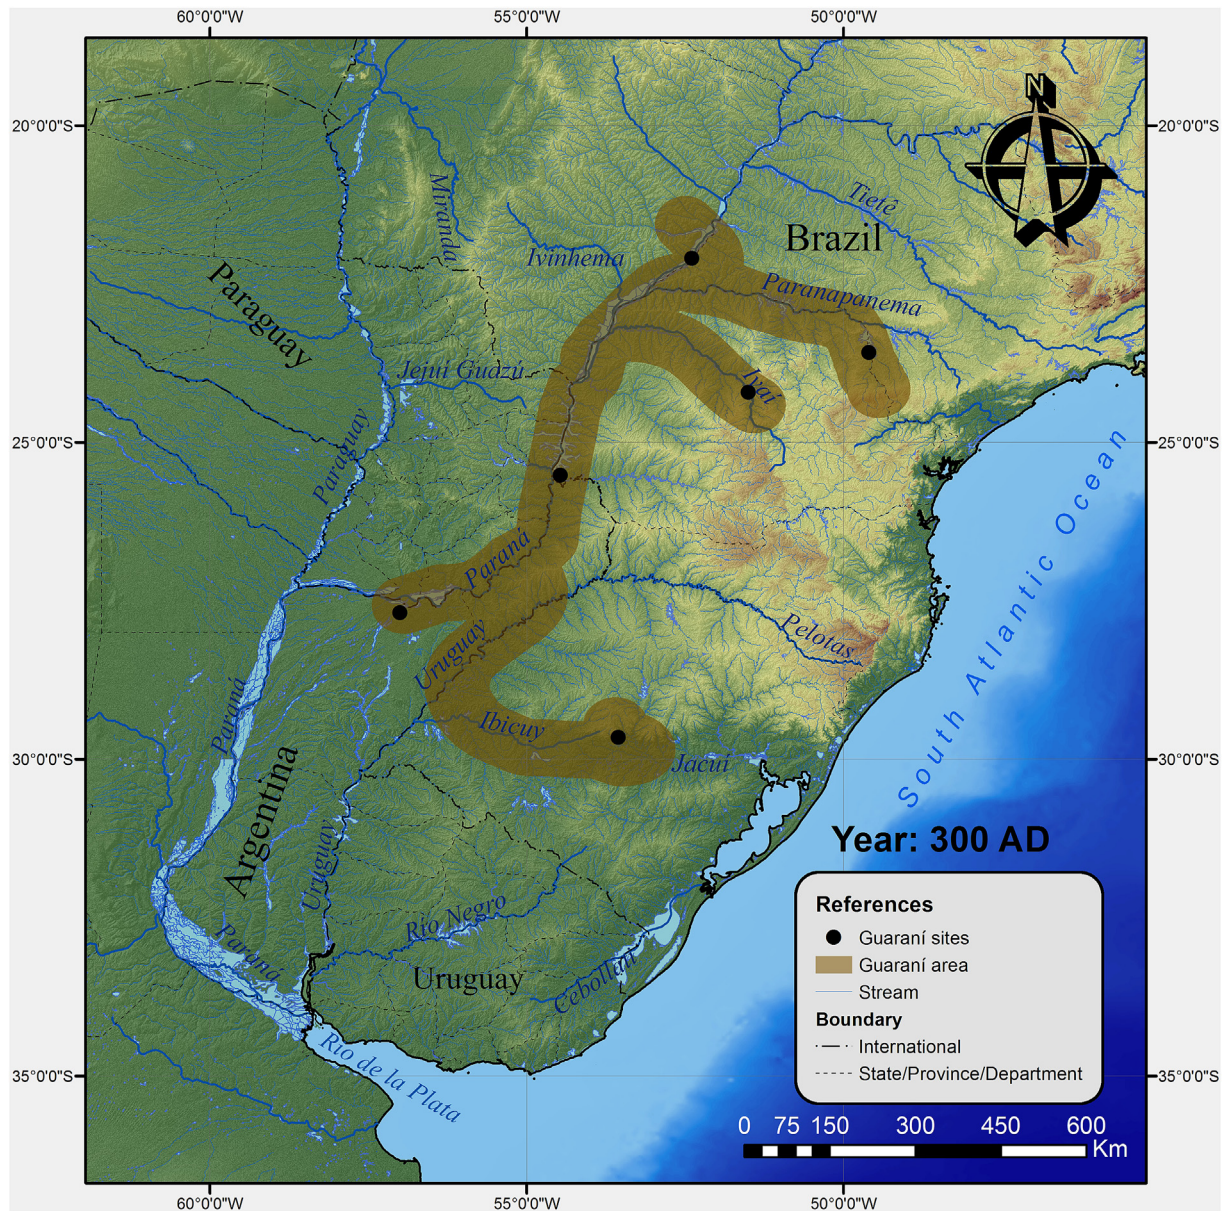 60°0'0"W
55°0'0"W
50°0'0"W
20°0'0"S
20°0'0"S
N
Miranda
Tietê
Brazil
Ivinhema
Paraguay
Paranapanema
Jejuí Guazú
Ivaí
Paraguay
25°0'0"S
25°0'0"S
South Atlantic Ocean
Paraná
Uruguay
Pelotas
Paraná
Ibicuy
Jacuí
30°0'0"S
30°0'0"S
Argentina
Uruguay
Year: 300 AD
References
Guaraní sites
Guaraní area
Stream
Boundary
International
State/Province/Department
Río Negro
Paraná
Uruguay
Cebollatí
Río de la Plata
35°0'0"S
35°0'0"S
0 75 150 300 450 600
Km
60°0'0"W
55°0'0"W
50°0'0"W